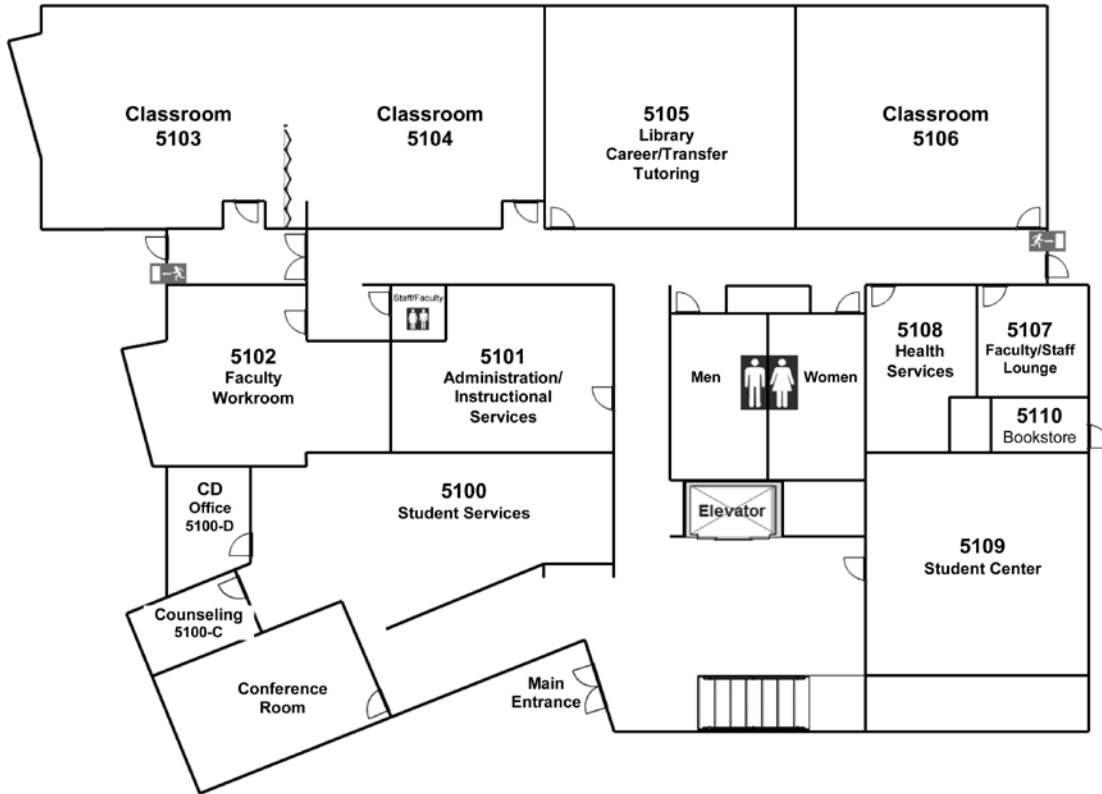 Classroom
5103
Classroom
5104
5105
Library
Career/Transfer
Tutoring
Classroom
5106
Staff/Faculty
5102
Faculty
Workroom
5101
Administration/
Instructional
Services
Men
Women
5108
Health
Services
5107
Faculty/Staff
Lounge
5110
Bookstore
CD
Office
5100-D
5100
Student Services
Elevator
5109
Student Center
Counseling
5100-C
Conference
Room
Main
Entrance